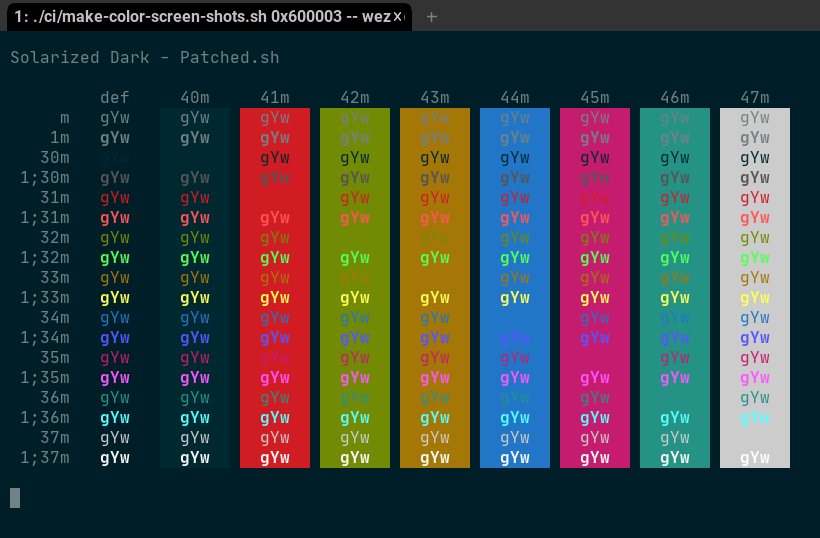 1: ./ci/make-color-screen-shots.sh 0x600003 -- wez
Solarized Dark - Patched.sh
def 40m 41m 42m 43m 44m 45m 46m 47m
m gYw gYw gYw gYw gYw gYw gYw gYw gYw
1m gYw gYw gYw gYw gYw gYw gYw gYw gYw
30m gYw gYw gYw gYw gYw gYw gYw gYw
1;30m gYw gYw gYw gYw gYw gYw gYw gYw gYw
31m gYw gYw gYw gYw gYw gYw gYw gYw
1;31m gYw gYw gYw gYw gYw gYw gYw gYw gYw
32m gYw gYw gYw gYw gYw gYw gYw gYw
1;32m gYw gYw gYw gYw gYw gYw gYw gYw gYw
33m gYw gYw gYw gYw gYw gYw gYw gYw
1;33m gYw gYw gYw gYw gYw gYw gYw gYw gYw
34m gYw gYw gYw gYw gYw gYw gYw gYw
1;34m gYw gYw gYw gYw gYw gYw gYw gYw gYw
35m gYw gYw gYw gYw gYw gYw gYw gYw
1;35m gYw gYw gYw gYw gYw gYw gYw gYw gYw
36m gYw gYw gYw gYw gYw gYw gYw gYw
1;36m gYw gYw gYw gYw gYw gYw gYw gYw gYw
37m gYw gYw gYw gYw gYw gYw gYw gYw
1;37m gYw gYw gYw gYw gYw gYw gYw gYw gYw